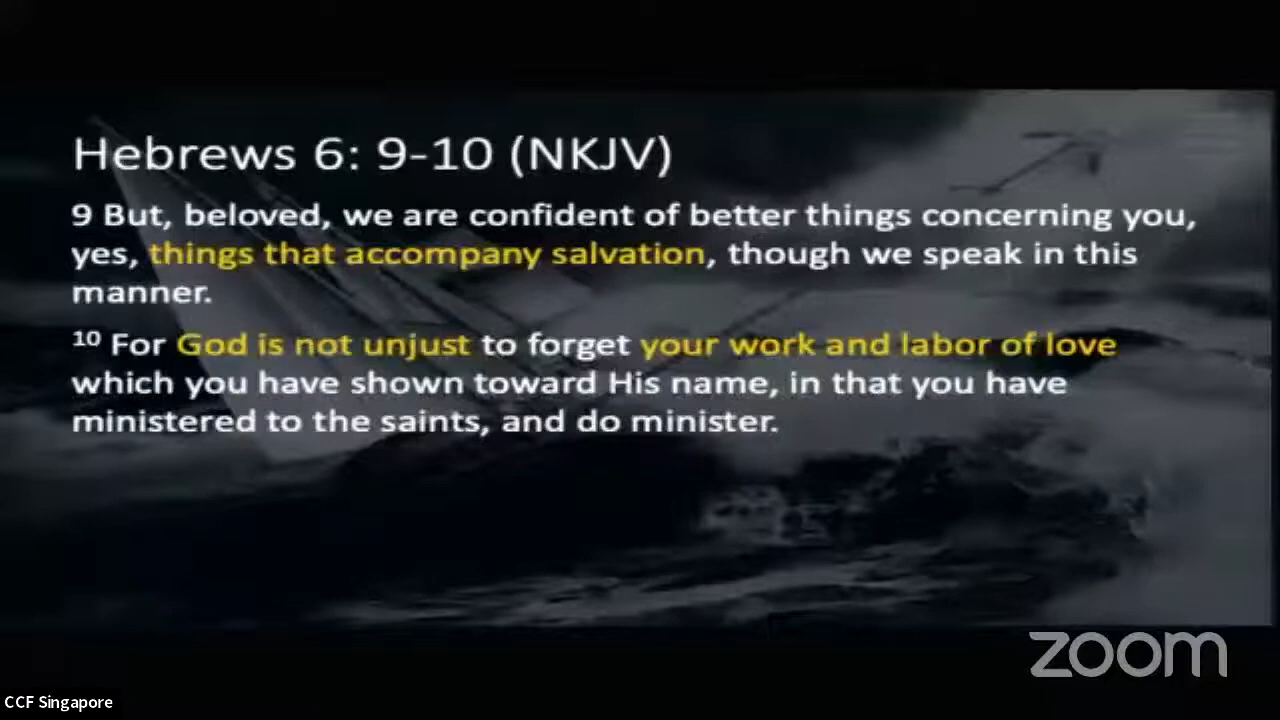 Hebrews 6: 9-10 (NKJV)
9 But, beloved, we are confident of better things concerning you,
yes, things that accompany salvation, though we speak in this
manner.
10 For God is not unjust to forget your work and labor of love
which you have shown toward His name, in that you have
ministered to the saints, and do minister.
zoom
CCF Singapore